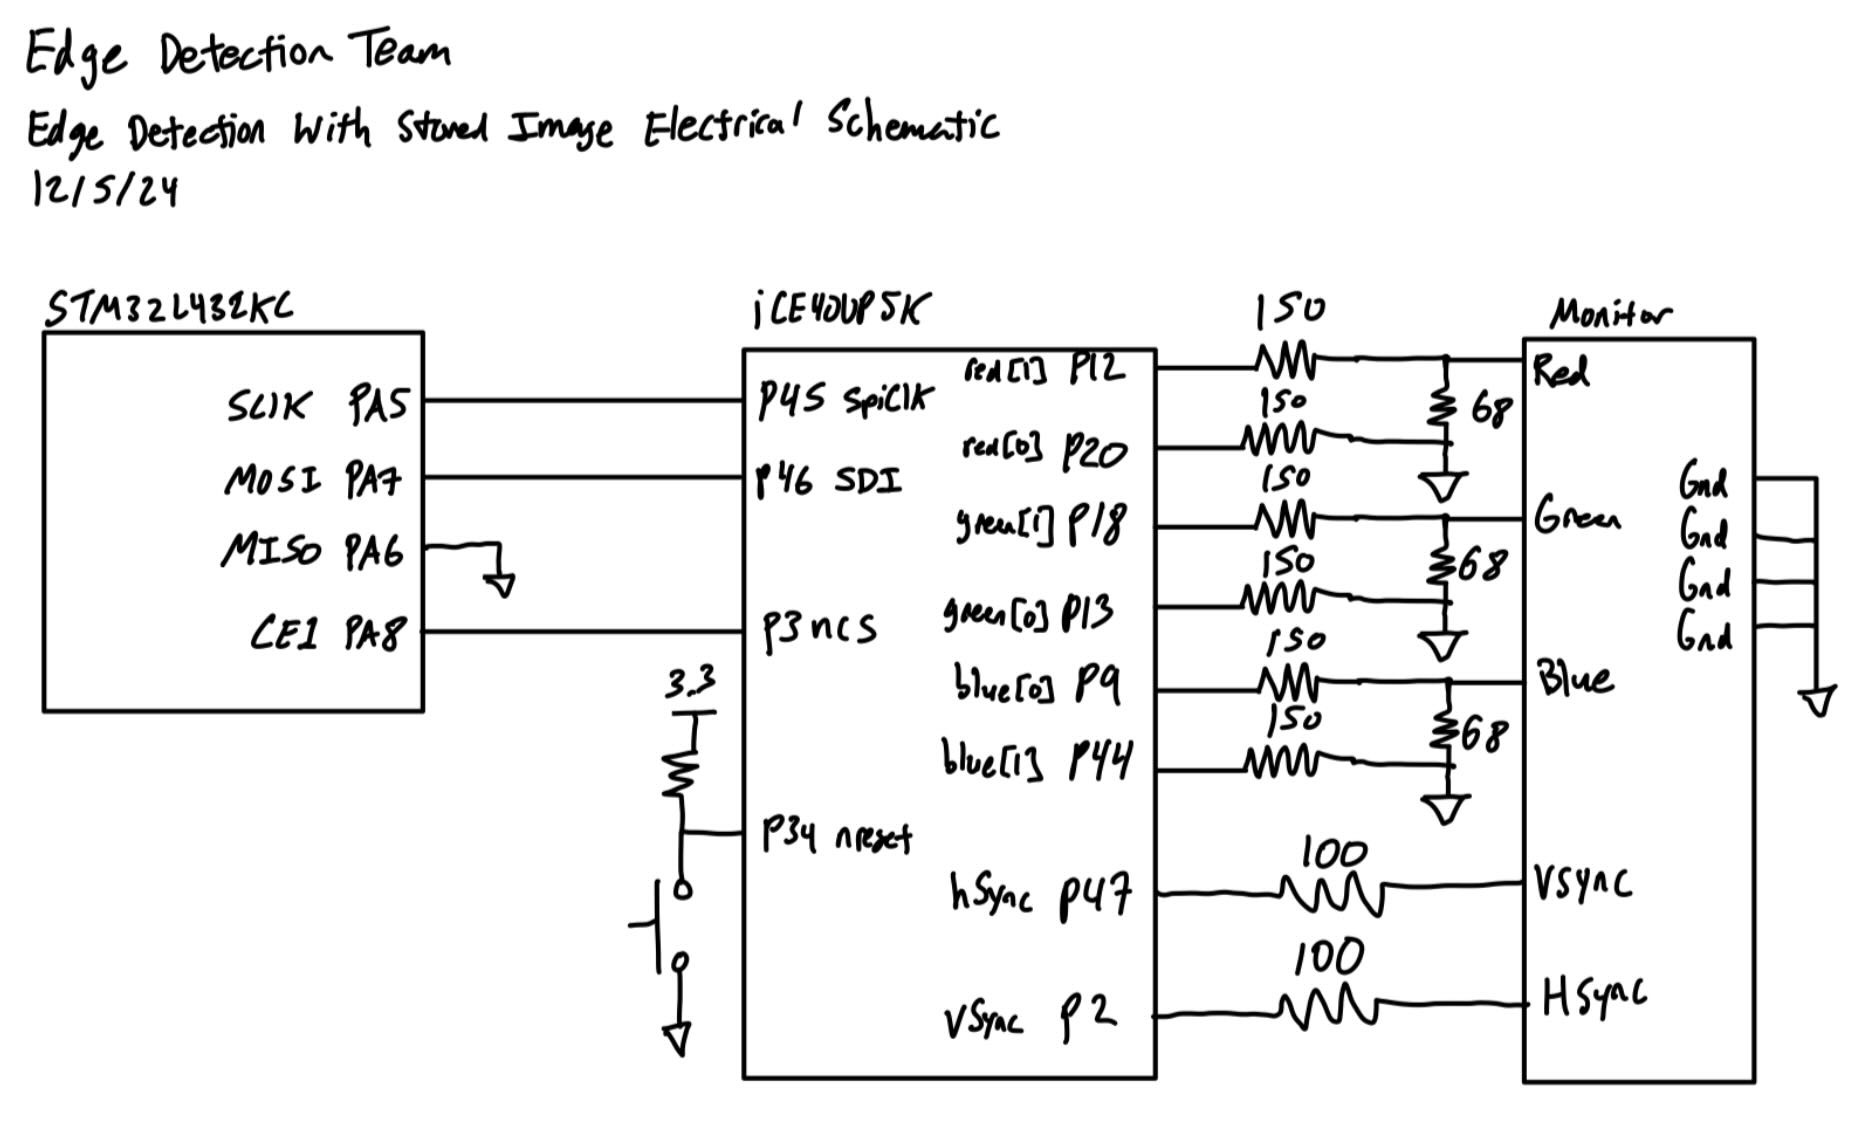 Edge Detection Team
Edge Detection With Stored Image Electrical Schematic
12/5/24
STM32L432KC
SClK PA5
MOSI PA7
MISO PA6
CE1 PA8
3.3
iCE40UP5K
P45 SpiClK
P46 SDI
P3 ncs
P34 nreset
red[1] P12
red[0] P20
green[1] P18
green[0] P13
blue[0] P9
blue[1] P44
hSync P47
vSync P2
150
150
68
150
150
68
150
150
68
100
100
Monitor
Red
Green
Blue
VSync
HSync
Gnd
Gnd
Gnd
Gnd